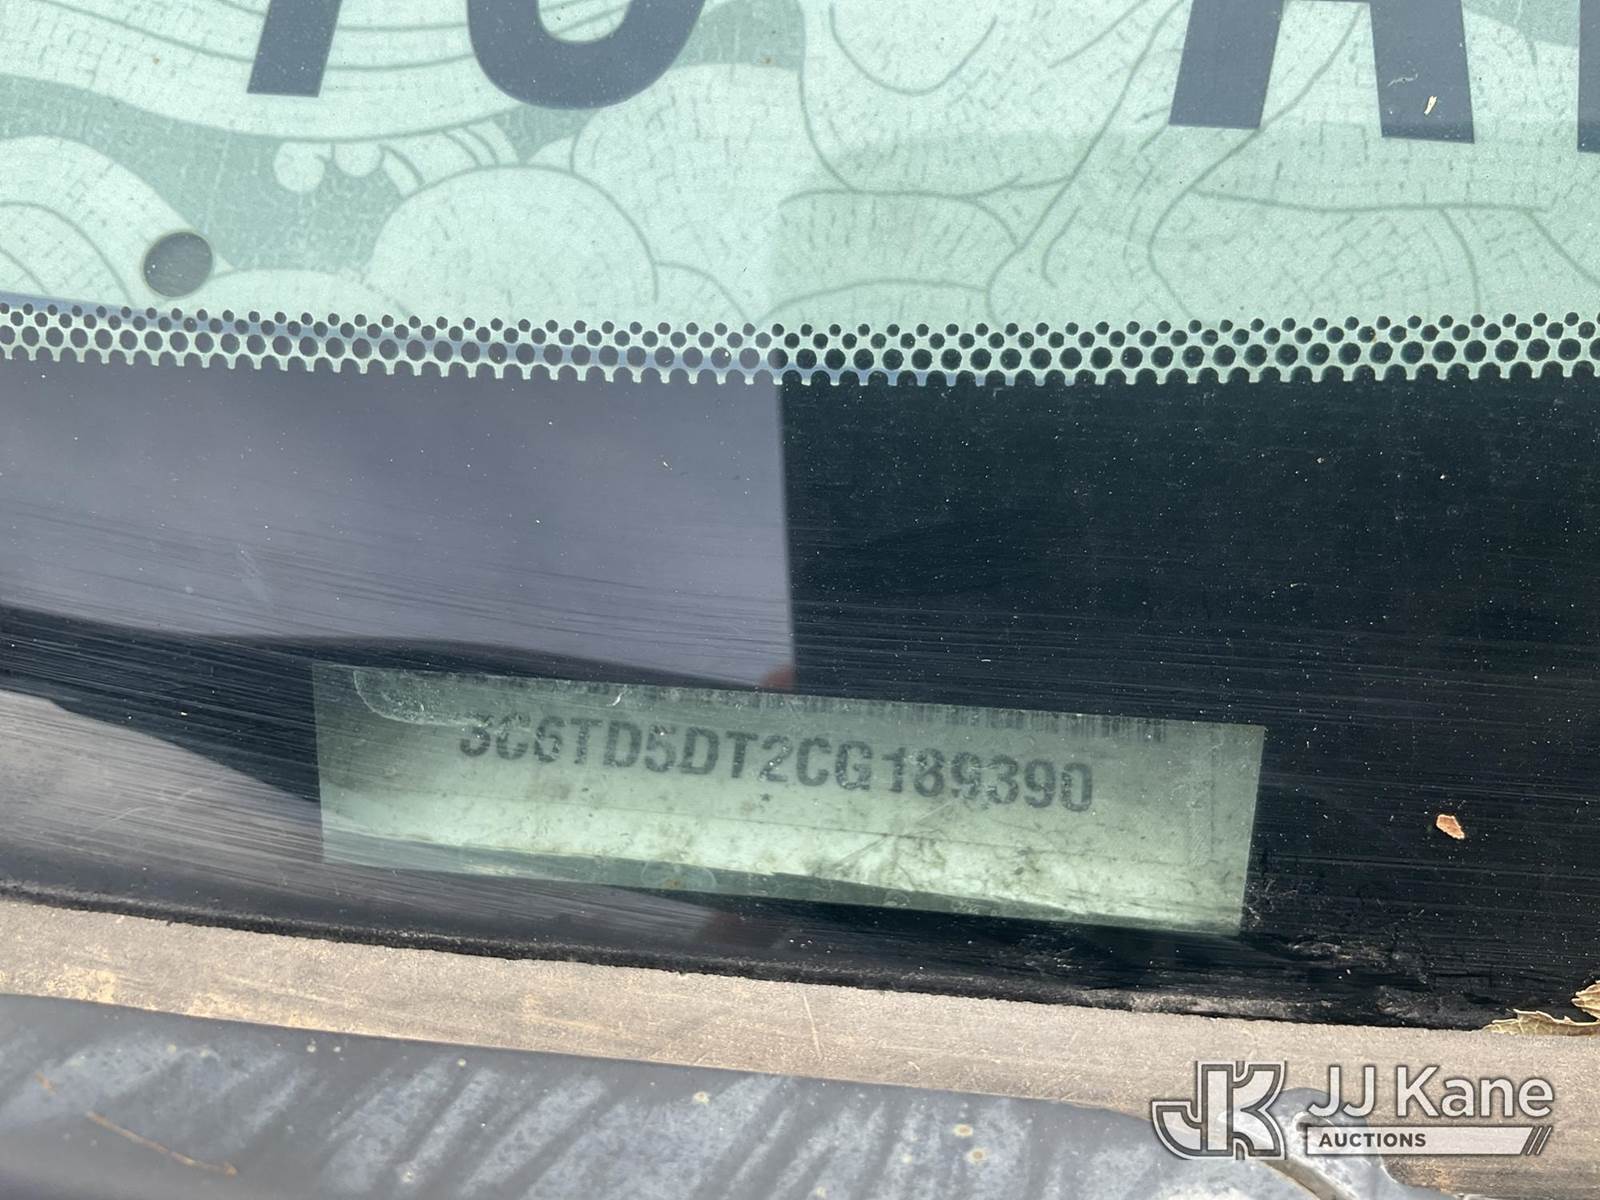 3C6TD5DT2CG189390
JJ Kane
AUCTIONS